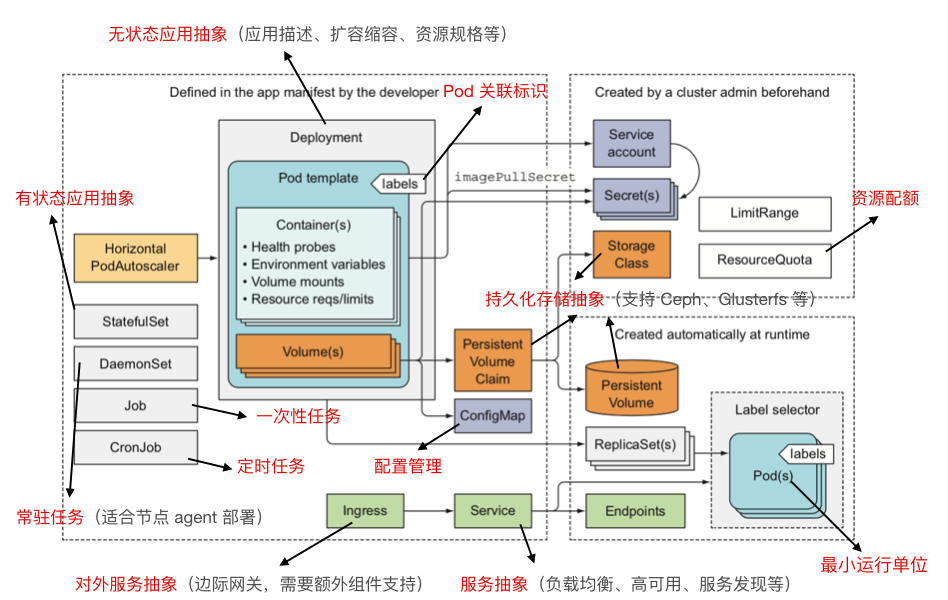 无状态应用抽象（应用描述、扩容缩容、资源规格等）
Defined in the app manifest by the developer
Pod 关联标识
Created by a cluster admin beforehand
Deployment
Pod template
labels
Container(s)
• Health probes
• Environment variables
• Volume mounts
• Resource reqs/limits
Volume(s)
有状态应用抽象
Horizontal
PodAutoscaler
StatefulSet
DaemonSet
Job
CronJob
一次性任务
定时任务
常驻任务（适合节点 agent 部署）
imagePullSecret
Service
account
Secret(s)
Storage
Class
LimitRange
ResourceQuota
资源配额
持久化存储抽象（支持 Ceph、Glusterfs 等）
Created automatically at runtime
Persistent
Volume
Claim
ConfigMap
配置管理
Persistent
Volume
ReplicaSet(s)
Label selector
labels
Pod(s)
Ingress
Service
Endpoints
最小运行单位
对外服务抽象（边际网关，需要额外组件支持）
服务抽象（负载均衡、高可用、服务发现等）